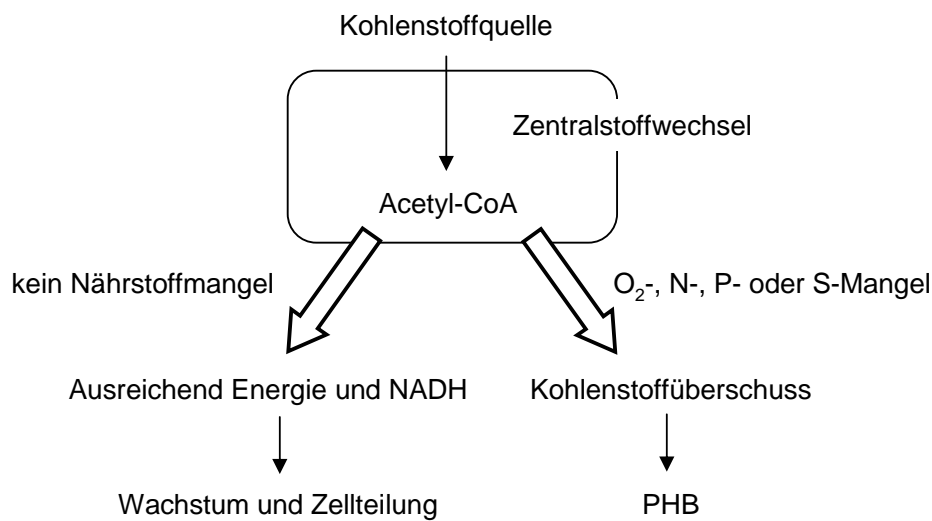 Kohlenstoffquelle
Zentralstoffwechsel
Acetyl-CoA
kein Nährstoffmangel
O₂-, N-, P- oder S-Mangel
Ausreichend Energie und NADH
Kohlenstoffüberschuss
Wachstum und Zellteilung
PHB